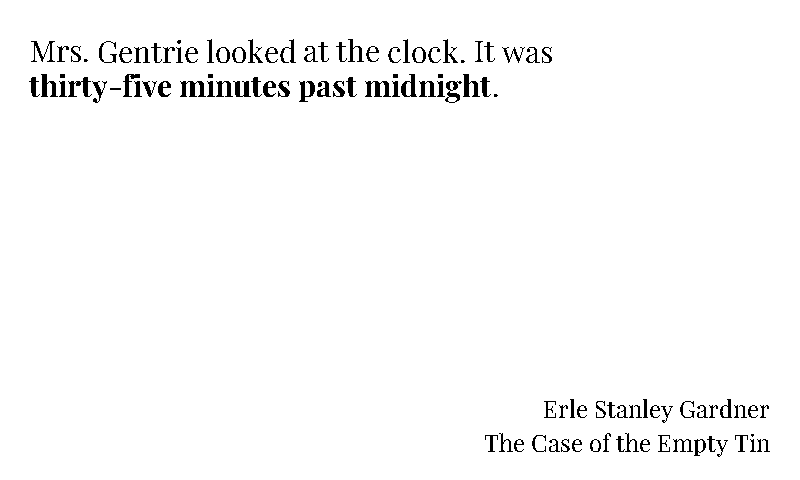 Mrs. Gentrie looked at the clock. It was
thirty-five minutes past midnight.
Erle Stanley Gardner
The Case of the Empty Tin